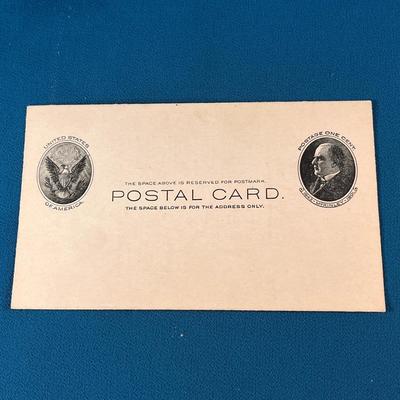 UNITED STATES
OF AMERICA.
THE SPACE ABOVE IS RESERVED FOR POSTMARK.
POSTAL CARD.
THE SPACE BELOW IS FOR THE ADDRESS ONLY.
POSTAGE ONE CENT
MCKINLEY